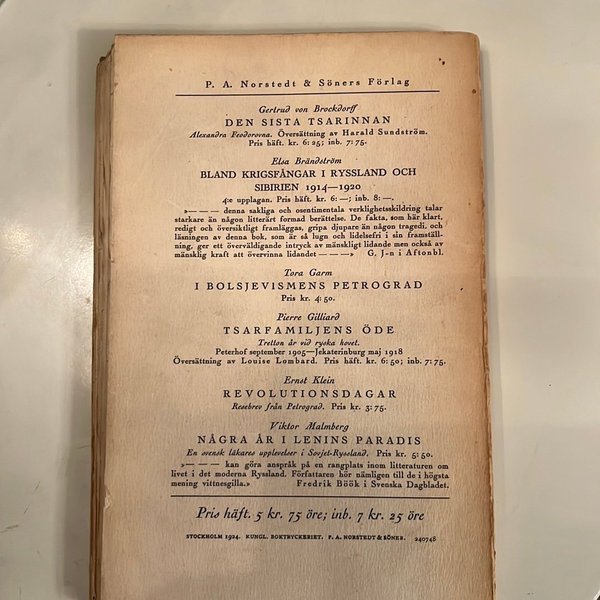 P. A. Norstedt & Söners Förlag
Gertrud von Brockdorff
DEN SISTA TSARINNAN
Alexandra Feodorovna. Översättning av Harald Sundström.
Pris häft. kr. 6: 25; inb. 7: 75.
Elsa Brändström
BLAND KRIGSFÅNGAR I RYSSLAND OCH
SIBIRIEN 1914—1920
4:e upplagan. Pris häft. kr. 6: —; inb. 8: —.
»— — — denna sakliga och osentimentala verklighetsskildring talar
starkare än någon litterärt formad berättelse. De fakta, som här klart,
redigt och översiktligt framläggas, gripa djupare än någon tragedi, och
läsningen av denna bok, som är så lugn och lidelsefri i sin framställ-
ning, ger ett överväldigande intryck av mänskligt lidande men också av
mänsklig kraft att övervinna lidandet — — —» G. J-n i Aftonbl.
Tora Garm
I BOLSJEVISMENS PETROGRAD
Pris kr. 4: 50.
Pierre Gilliard
TSARFAMILJENS ÖDE
Tretton år vid ryska hovet.
Peterhof september 1905—Jekaterinburg maj 1918
Översättning av Louise Lombard. Pris häft. kr. 6: 50; inb. 7: 75.
Ernst Klein
REVOLUTIONSDAGAR
Resebrev från Petrograd. Pris kr. 3: 75.
Viktor Malmberg
NÅGRA ÅR I LENINS PARADIS
En svensk läkares upplevelser i Sovjet-Ryssland. Pris kr. 5: 50.
»— — — kan göra anspråk på en rangplats inom litteraturen om
livet i det moderna Ryssland. Författaren hör nämligen till de i högsta
mening vittnesgilla.» Fredrik Böök i Svenska Dagbladet.
Pris häft. 5 kr. 75 öre; inb. 7 kr. 25 öre
STOCKHOLM 1924. KUNGL. BOKTRYCKERIET. P. A. NORSTEDT & SÖNER. 240748